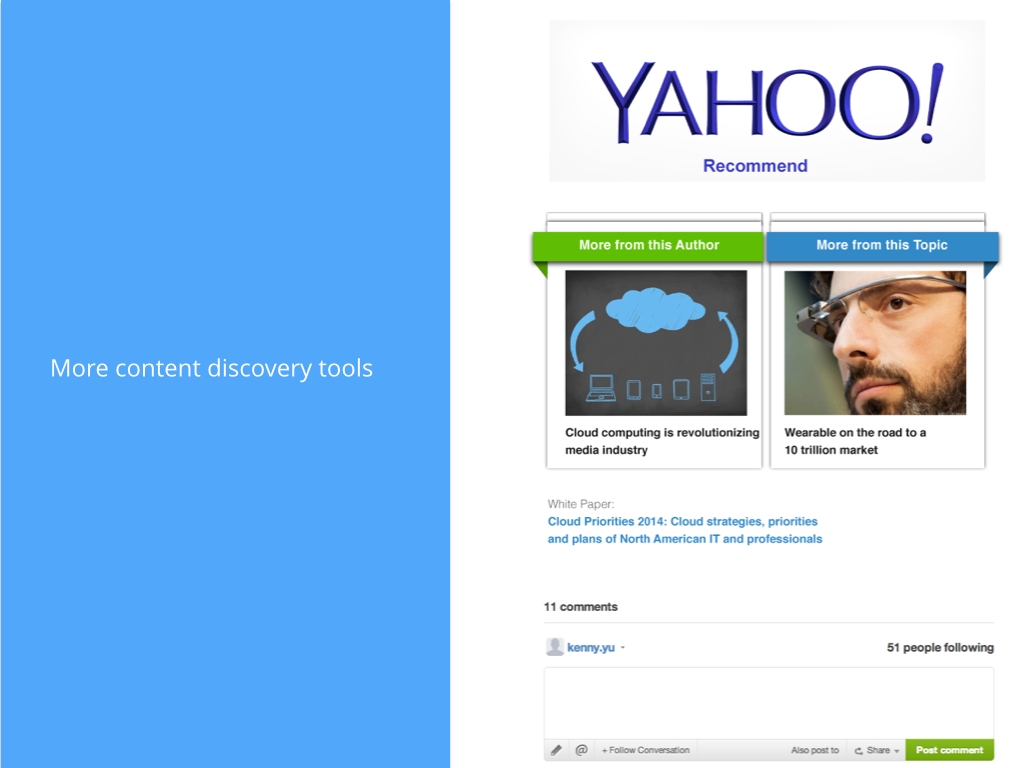 More content discovery tools
YAHOO!
Recommend
More from this Author
More from this Topic
Cloud computing is revolutionizing
media industry
Wearable on the road to a
10 trillion market
White Paper:
Cloud Priorities 2014: Cloud strategies, priorities
and plans of North American IT and professionals
11 comments
kenny.yu
51 people following
@ + Follow Conversation Also post to Share Post comment